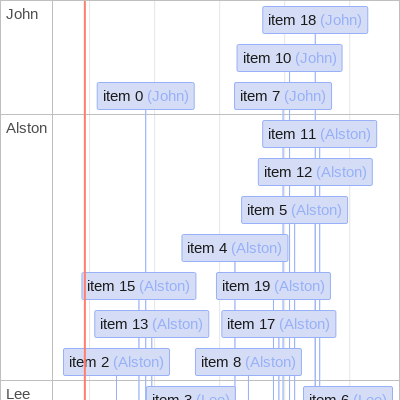 John
item 18 (John)
item 10 (John)
item 0 (John) item 7 (John)
Alston
item 11 (Alston)
item 12 (Alston)
item 5 (Alston)
item 4 (Alston)
item 15 (Alston) item 19 (Alston)
item 13 (Alston) item 17 (Alston)
item 2 (Alston) item 8 (Alston)
Lee
item 3 (Lee) item 6 (Lee)